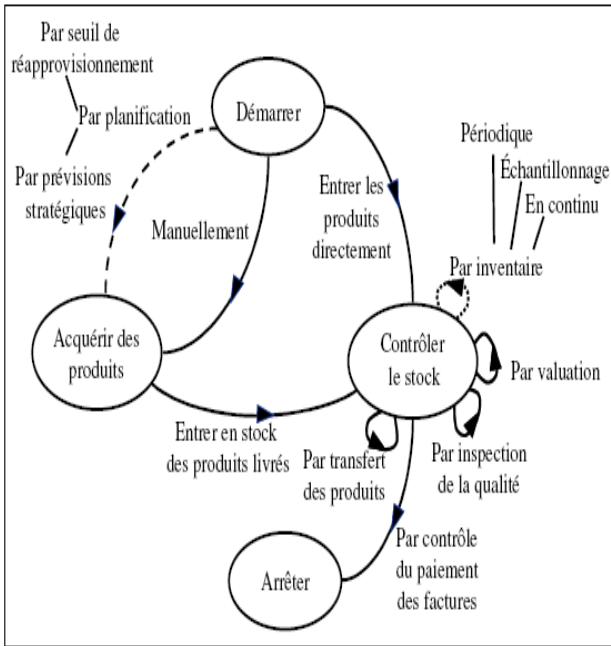 Par seuil de
réapprovisionnement
Par planification
Par prévisions
stratégiques
Démarrer
Manuellement
Entrer les
produits
directement
Périodique
Échantillonnage
En continu
Par inventaire
Acquérir des
produits
Contrôler
le stock
Par valuation
Entrer en stock
des produits livrés
Par transfert
des produits
Par inspection
de la qualité
Par contrôle
du paiement
des factures
Arrêter